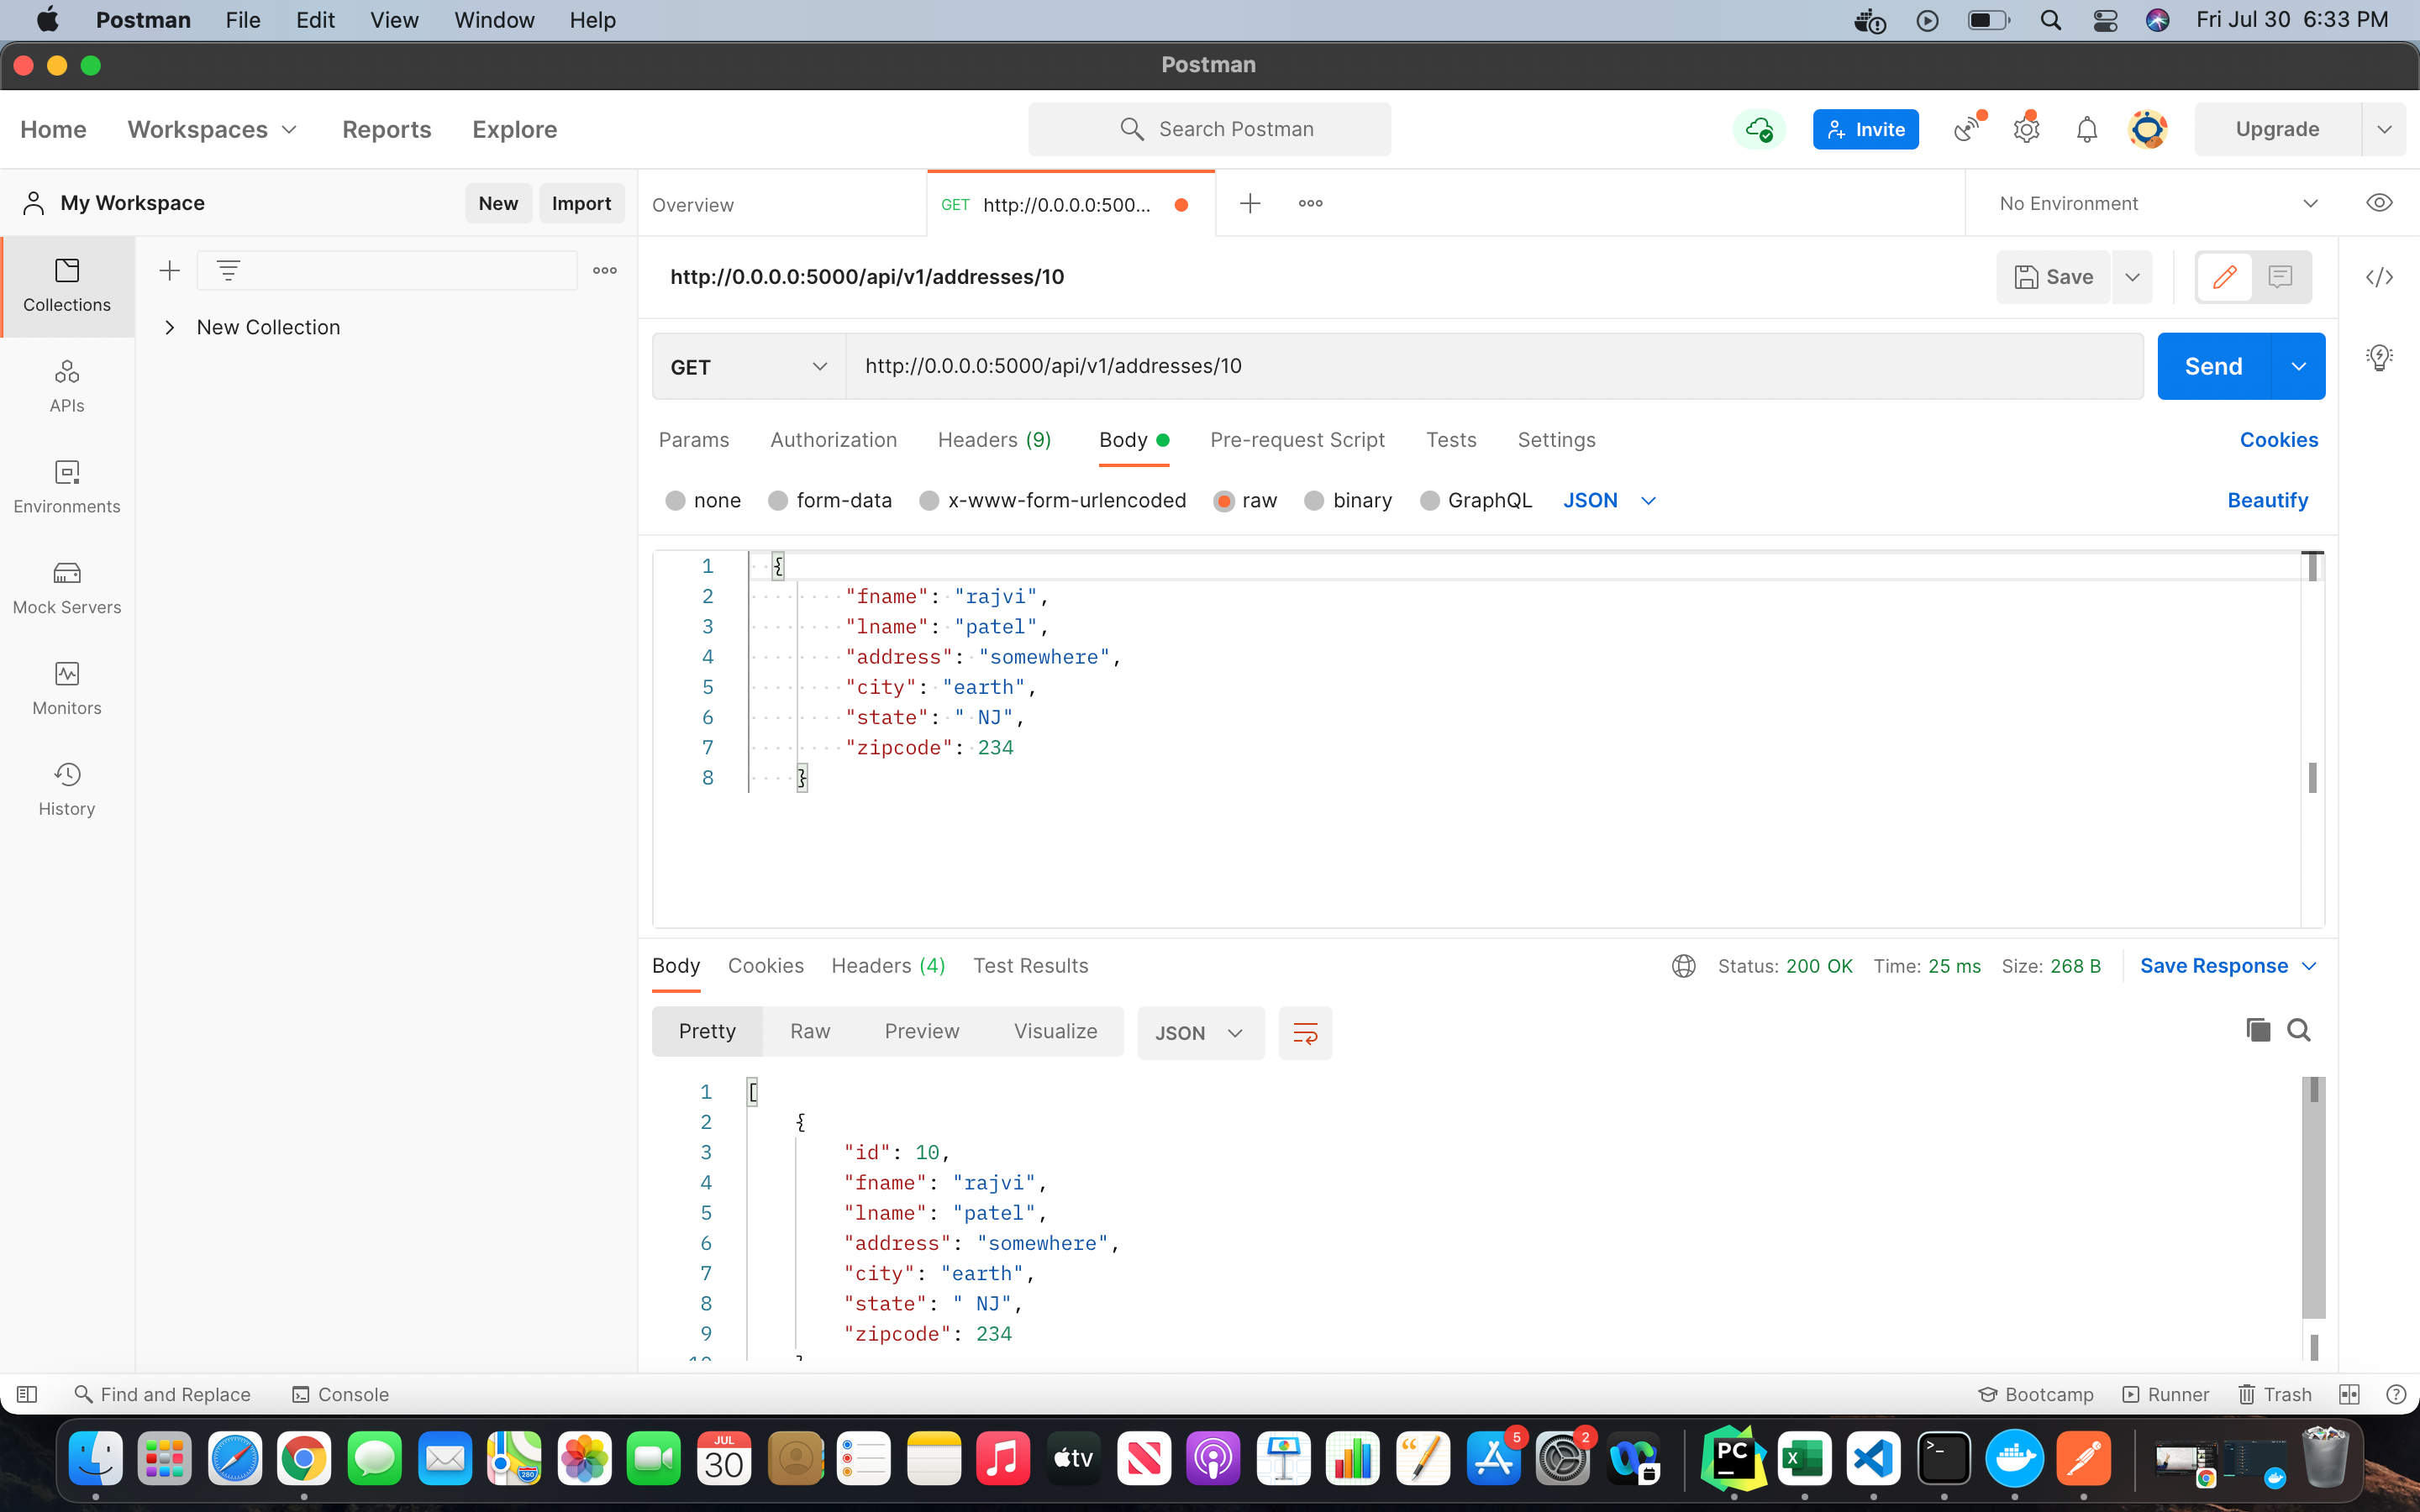 Postman File Edit View Window Help Fri Jul 30 6:33 PM
Postman
Home Workspaces Reports Explore Search Postman Invite Upgrade
My Workspace New Import Overview GET http://0.0.0.0:500... No Environment
Collections
New Collection
APIs
Environments
Mock Servers
Monitors
History
http://0.0.0.0:5000/api/v1/addresses/10 Save
GET http://0.0.0.0:5000/api/v1/addresses/10 Send
Params Authorization Headers (9) Body Pre-request Script Tests Settings Cookies
none form-data x-www-form-urlencoded raw binary GraphQL JSON Beautify
1 {
2 "fname": "rajvi",
3 "lname": "patel",
4 "address": "somewhere",
5 "city": "earth",
6 "state": " NJ",
7 "zipcode": 234
8 }
Body Cookies Headers (4) Test Results Status: 200 OK Time: 25 ms Size: 268 B Save Response
Pretty Raw Preview Visualize JSON
1 [
2 {
3 "id": 10,
4 "fname": "rajvi",
5 "lname": "patel",
6 "address": "somewhere",
7 "city": "earth",
8 "state": " NJ",
9 "zipcode": 234
10 }
Find and Replace Console Bootcamp Runner Trash
280 JUL 30 tv 5 2 PC X >_